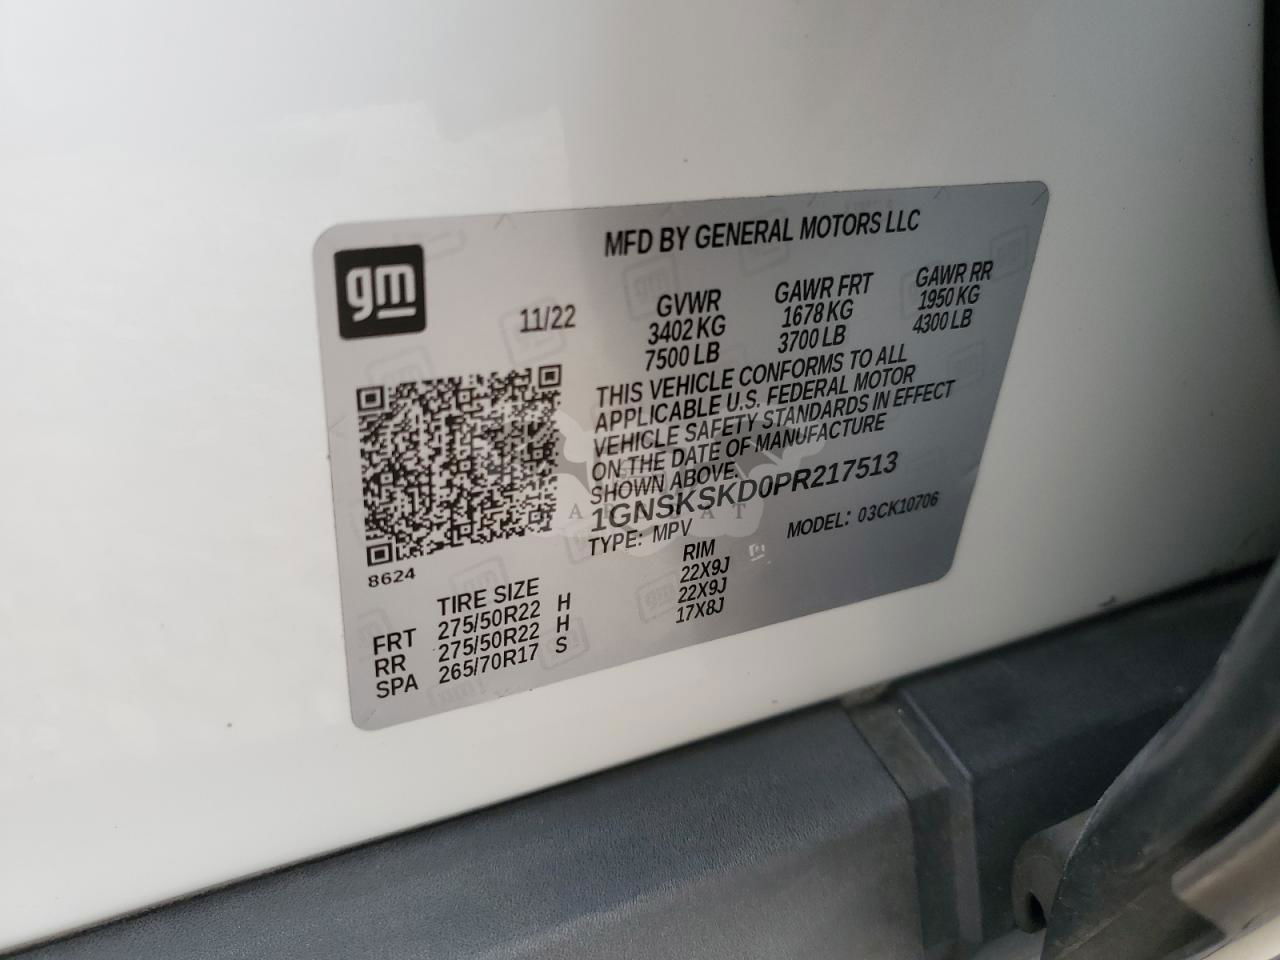 MFD BY GENERAL MOTORS LLC
gm
11/22
GVWR GAWR FRT GAWR RR
3402 KG 1678 KG 1950 KG
7500 LB 3700 LB 4300 LB
THIS VEHICLE CONFORMS TO ALL
APPLICABLE U.S. FEDERAL MOTOR
VEHICLE SAFETY STANDARDS IN EFFECT
ON THE DATE OF MANUFACTURE
SHOWN ABOVE.
1GNSKSKD0PR217513
TYPE: MPV MODEL: 03CK10706
8624
TIRE SIZE RIM
FRT 275/50R22 H 22X9J
RR 275/50R22 H 22X9J
SPA 265/70R17 S 17X8J